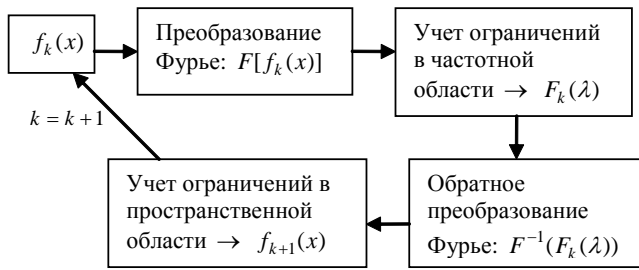 f_k(x)
Преобразование
Фурье: F[f_k(x)]
Учет ограничений
в частотной
области → F_k(λ)
Обратное
преобразование
Фурье: F^{-1}(F_k(λ))
Учет ограничений в
пространственной
области → f_{k+1}(x)
k = k + 1